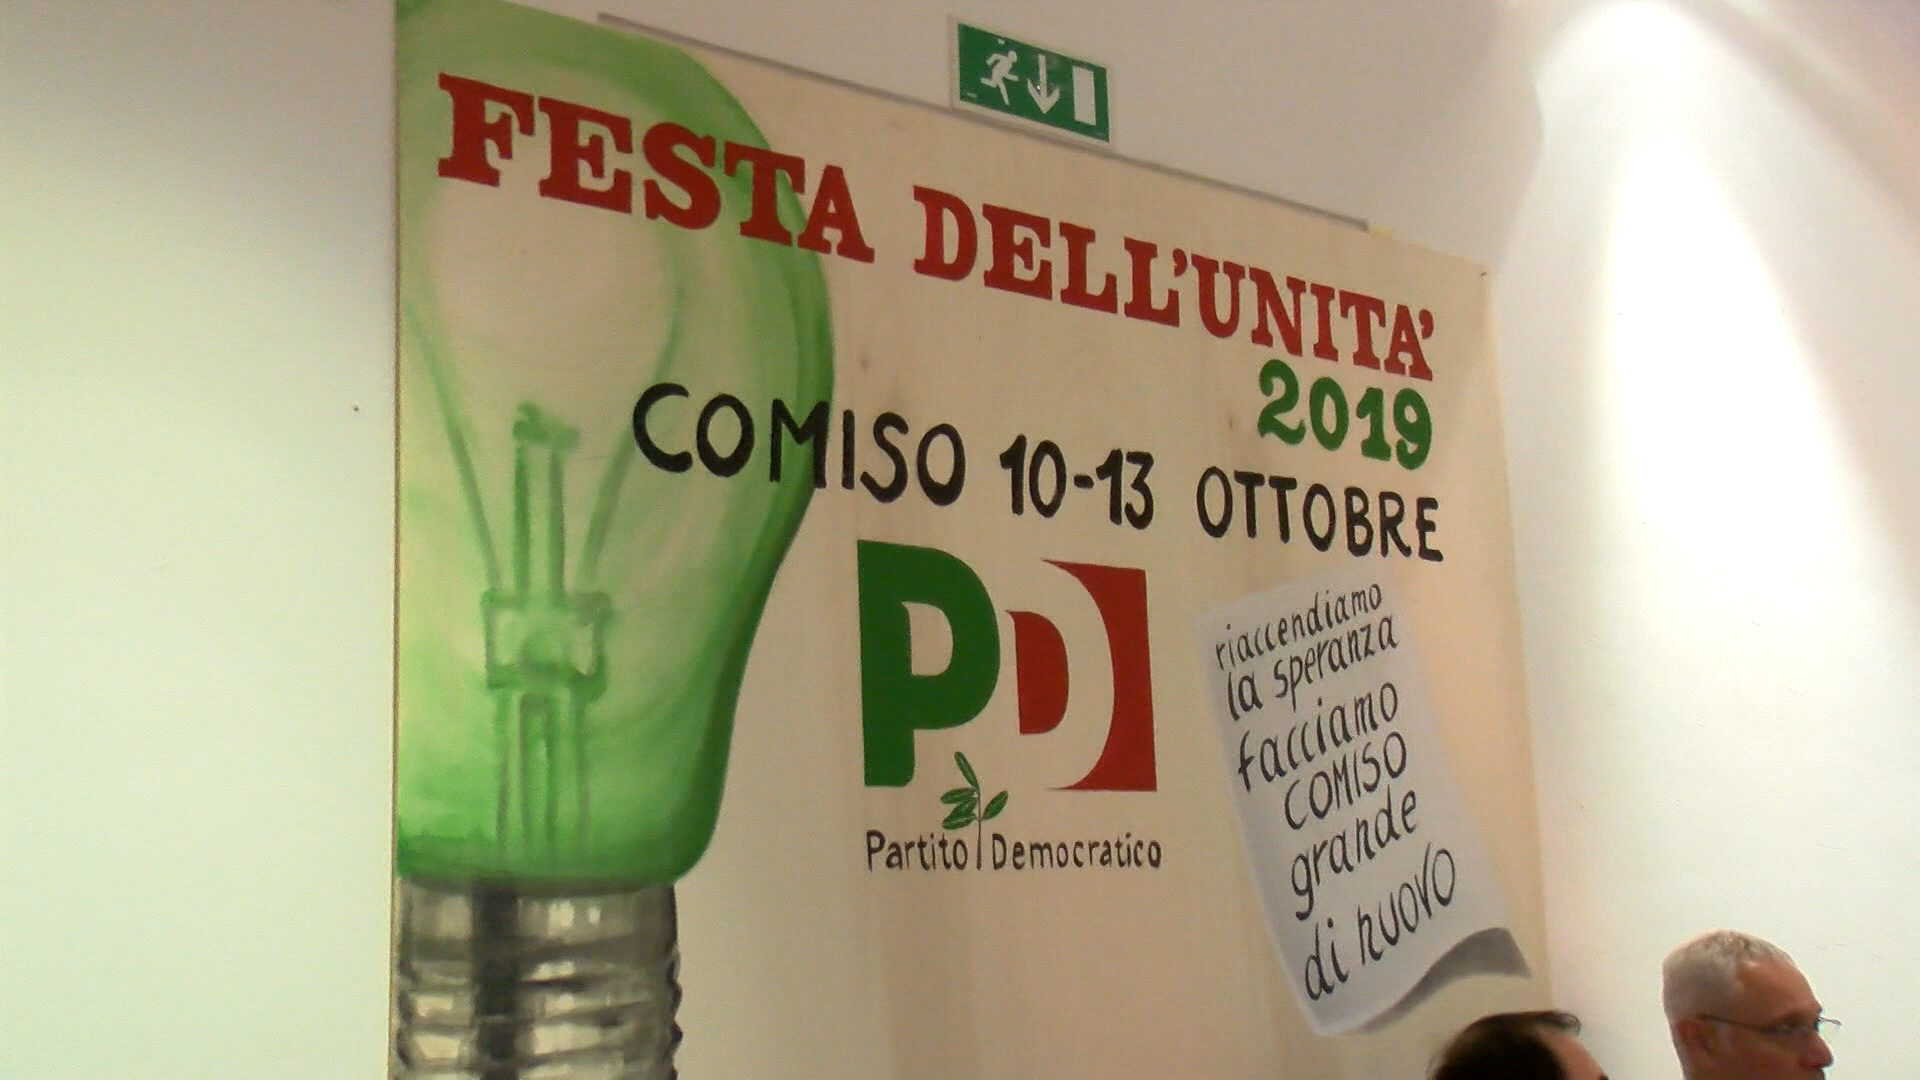 FESTA DELL'UNITA'
2019
COMISO 10-13 OTTOBRE
PD
Partito Democratico
riaccendiamo
la speranza
facciamo
COMISO
grande
di nuovo